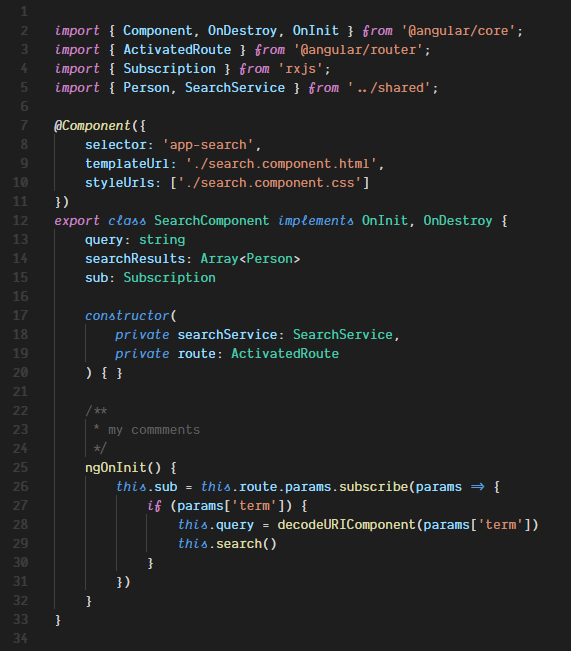 1
2 import { Component, OnDestroy, OnInit } from '@angular/core';
3 import { ActivatedRoute } from '@angular/router';
4 import { Subscription } from 'rxjs';
5 import { Person, SearchService } from '../shared';
6
7 @Component({
8     selector: 'app-search',
9     templateUrl: './search.component.html',
10     styleUrls: ['./search.component.css']
11 })
12 export class SearchComponent implements OnInit, OnDestroy {
13     query: string
14     searchResults: Array<Person>
15     sub: Subscription
16
17     constructor(
18         private searchService: SearchService,
19         private route: ActivatedRoute
20     ) { }
21
22     /**
23      * my commments
24      */
25     ngOnInit() {
26         this.sub = this.route.params.subscribe(params => {
27             if (params['term']) {
28                 this.query = decodeURIComponent(params['term'])
29                 this.search()
30             }
31         })
32     }
33 }
34